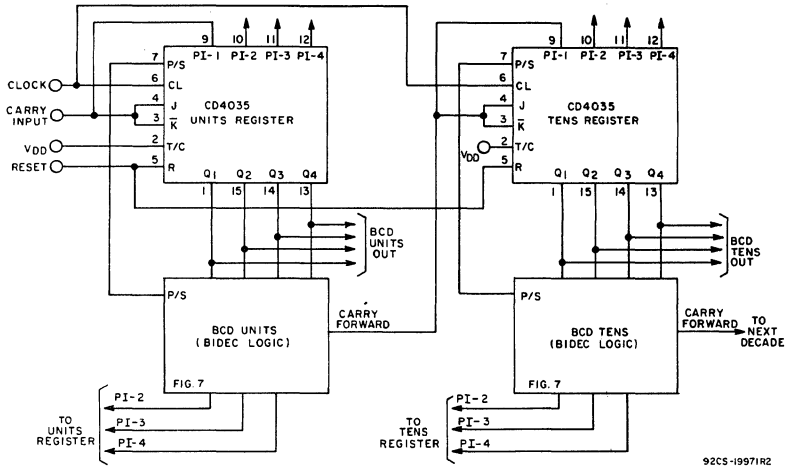 9 10 11 12
PI-1 PI-2 PI-3 PI-4
7 P/S
CLOCK 6 CL
4 J
CARRY INPUT
3 K̅
CD4035
UNITS REGISTER
VDD 2 T/C
RESET 5 R
Q1 Q2 Q3 Q4
1 15 14 13
BCD
UNITS
OUT
P/S
BCD UNITS
(BIDEC LOGIC)
FIG. 7
CARRY
FORWARD
PI-2
PI-3
PI-4
TO
UNITS
REGISTER
9 10 11 12
PI-1 PI-2 PI-3 PI-4
7 P/S
6 CL
4 J
3 K̅
CD4035
TENS REGISTER
VDD 2 T/C
5 R
Q1 Q2 Q3 Q4
1 15 14 13
BCD
TENS
OUT
P/S
BCD TENS
(BIDEC LOGIC)
FIG. 7
CARRY
FORWARD
TO
NEXT
DECADE
PI-2
PI-3
PI-4
TO
TENS
REGISTER
92CS-19971R2